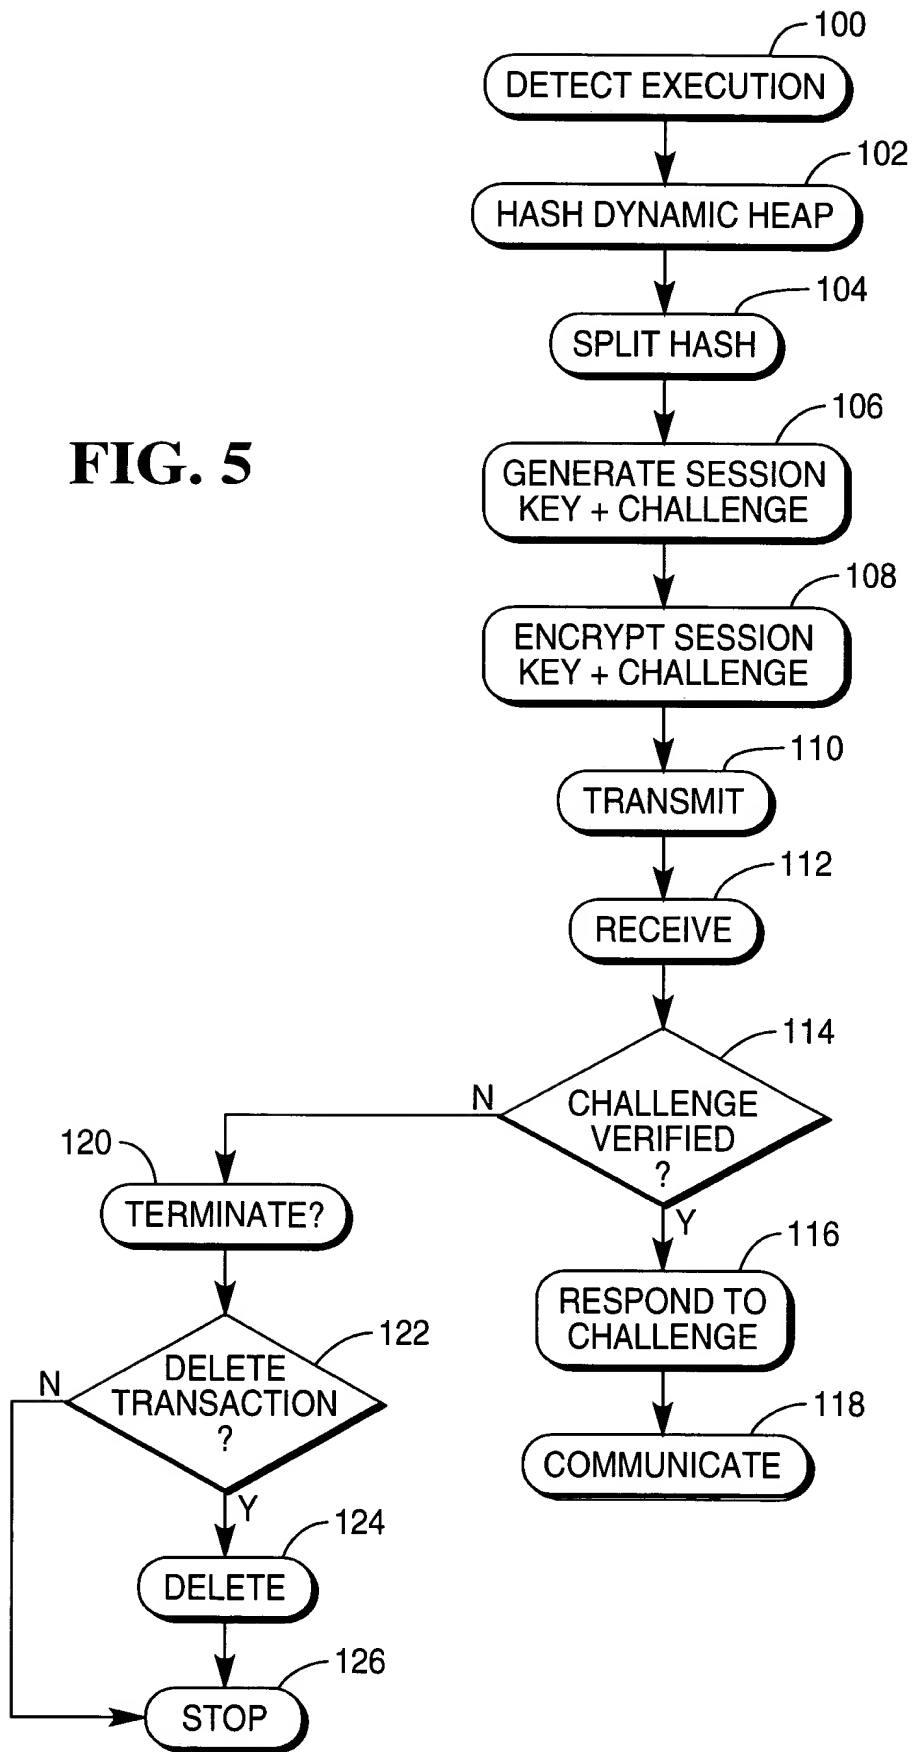 100
DETECT EXECUTION
102
HASH DYNAMIC HEAP
104
SPLIT HASH
106
GENERATE SESSION
KEY + CHALLENGE
FIG. 5
108
ENCRYPT SESSION
KEY + CHALLENGE
110
TRANSMIT
112
RECEIVE
114
CHALLENGE
VERIFIED
?
N
Y
120
TERMINATE?
116
RESPOND TO
CHALLENGE
122
DELETE
TRANSACTION
?
N
Y
118
COMMUNICATE
124
DELETE
126
STOP